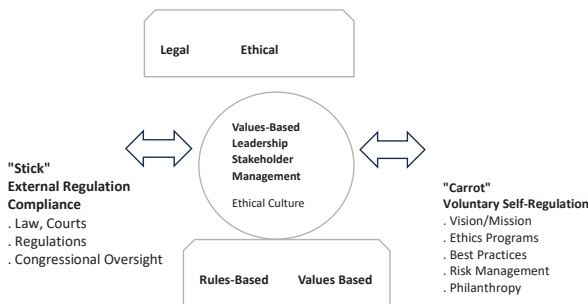 Legal Ethical
Values-Based
Leadership
Stakeholder
Management
Ethical Culture
"Stick"
External Regulation
Compliance
. Law, Courts
. Regulations
. Congressional Oversight
"Carrot"
Voluntary Self-Regulation
. Vision/Mission
. Ethics Programs
. Best Practices
. Risk Management
. Philanthropy
Rules-Based Values Based